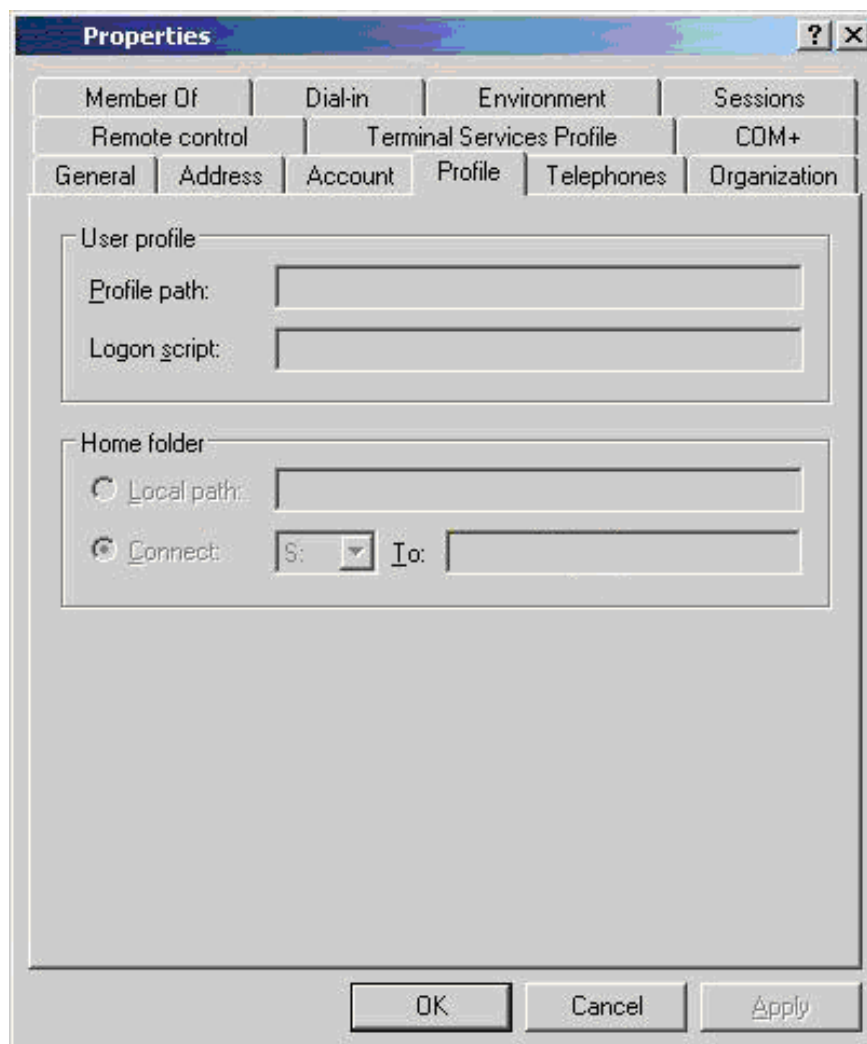 Properties ? X
Member Of Dial-in Environment Sessions
Remote control Terminal Services Profile COM+
General Address Account Profile Telephones Organization
User profile
Profile path:
Logon script:
Home folder
Local path:
Connect: S: To:
OK Cancel Apply